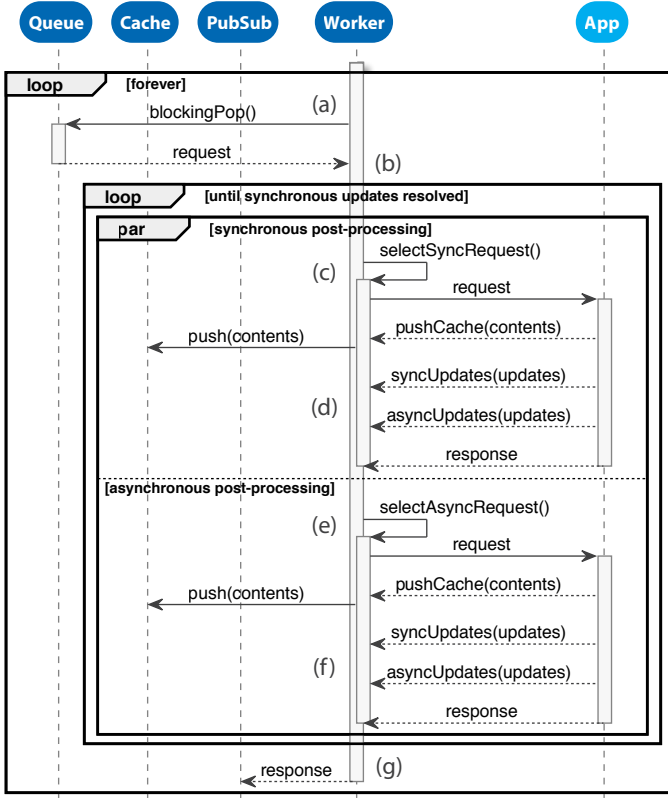 Queue Cache PubSub Worker App
loop [forever]
(a)
blockingPop()
request
(b)
loop [until synchronous updates resolved]
par [synchronous post-processing]
selectSyncRequest()
(c)
request
pushCache(contents)
push(contents)
syncUpdates(updates)
(d)
asyncUpdates(updates)
response
[asynchronous post-processing]
selectAsyncRequest()
(e)
request
pushCache(contents)
push(contents)
syncUpdates(updates)
(f)
asyncUpdates(updates)
response
response (g)